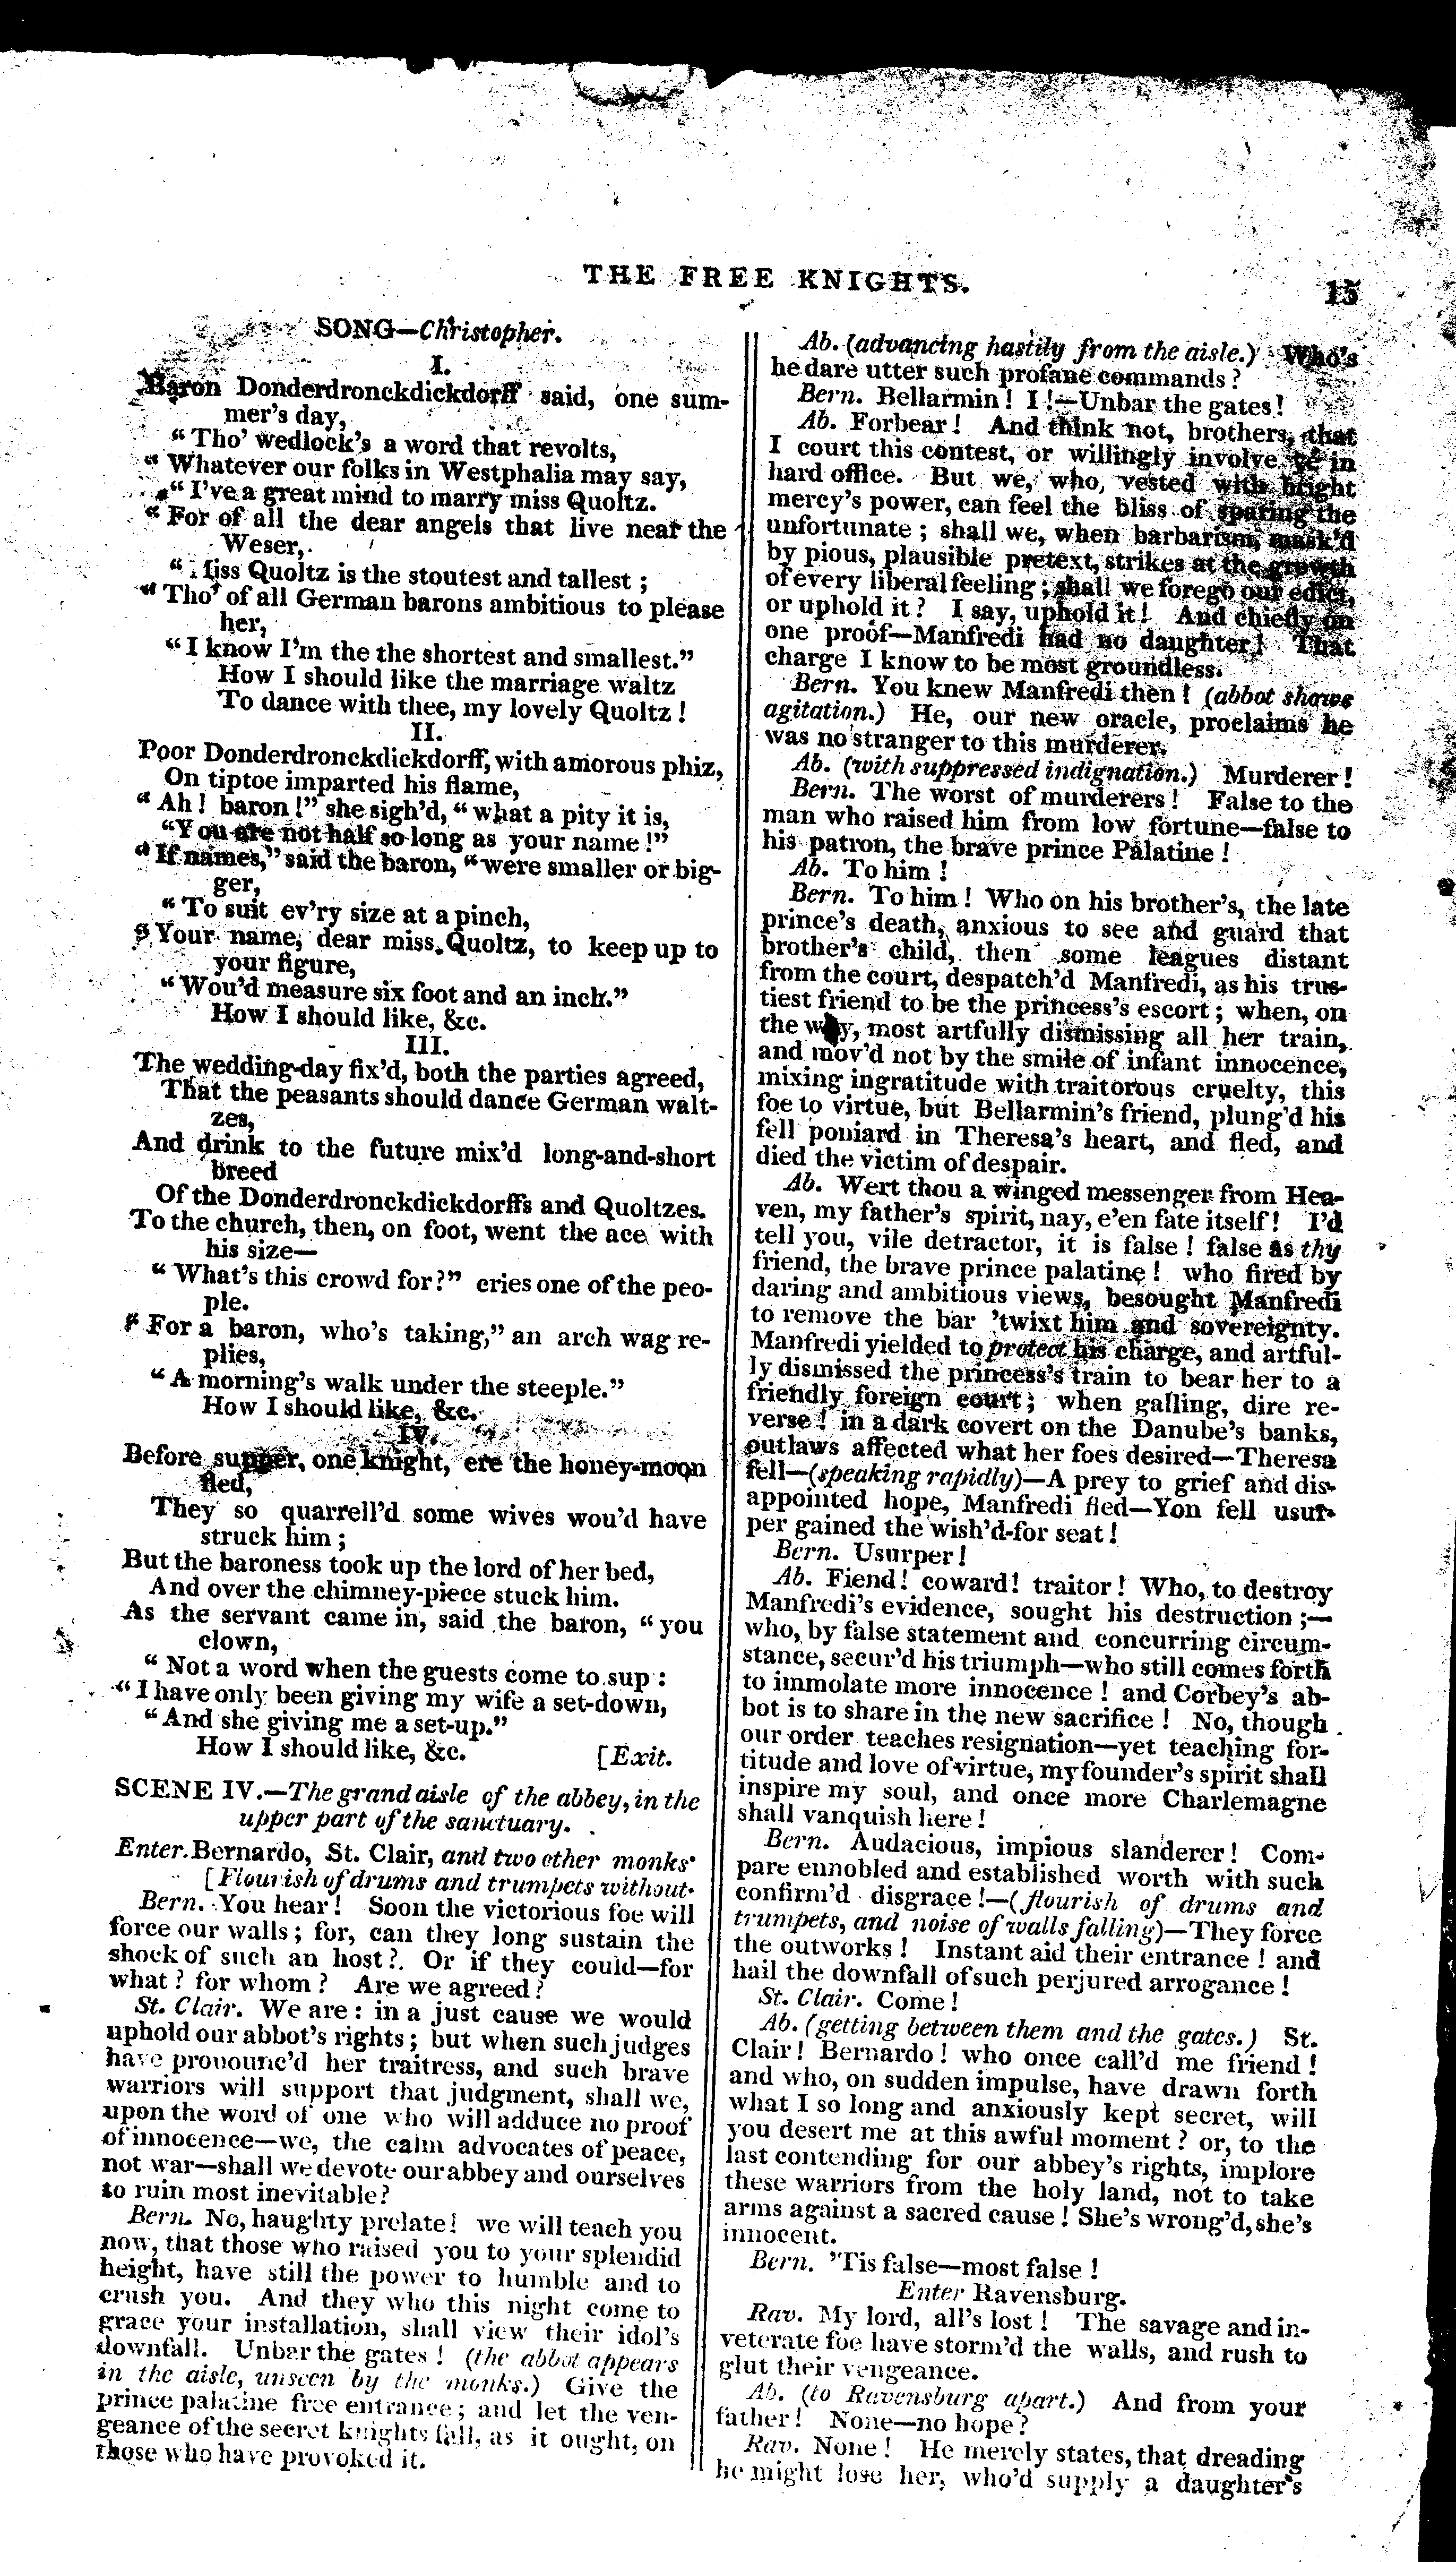 THE FREE KNIGHTS.
15
SONG—Christopher.
I.
Baron Donderdronckdickdorff said, one sum-
mer's day,
"Tho' wedlock's a word that revolts,
"Whatever our folks in Westphalia may say,
"I've a great mind to marry miss Quoltz.
"For of all the dear angels that live near the
Weser,
"Miss Quoltz is the stoutest and tallest;
"Tho' of all German barons ambitious to please
her,
"I know I'm the the shortest and smallest."
How I should like the marriage waltz
To dance with thee, my lovely Quoltz!
II.
Poor Donderdronckdickdorff, with amorous phiz,
On tiptoe imparted his flame,
"Ah! baron!" she sigh'd, "what a pity it is,
"You are not half so long as your name!"
"If names," said the baron, "were smaller or big-
ger,
"To suit ev'ry size at a pinch,
"Your name, dear miss Quoltz, to keep up to
your figure,
"Wou'd measure six foot and an inch."
How I should like, &c.
III.
The wedding-day fix'd, both the parties agreed,
That the peasants should dance German walt-
zes,
And drink to the future mix'd long-and-short
breed
Of the Donderdronckdickdorffs and Quoltzes.
To the church, then, on foot, went the ace with
his size—
"What's this crowd for?" cries one of the peo-
ple.
"For a baron, who's taking," an arch wag re-
plies,
"A morning's walk under the steeple."
How I should like, &c.
IV.
Before supper, one knight, ere the honey-moon
fled,
They so quarrell'd some wives wou'd have
struck him;
But the baroness took up the lord of her bed,
And over the chimney-piece stuck him.
As the servant came in, said the baron, "you
clown,
"Not a word when the guests come to sup:
"I have only been giving my wife a set-down,
"And she giving me a set-up."
How I should like, &c. [Exit.
SCENE IV.—The grand aisle of the abbey, in the
upper part of the sanctuary.
Enter Bernardo, St. Clair, and two other monks
[Flourish of drums and trumpets without.
Bern. You hear! Soon the victorious foe will
force our walls; for, can they long sustain the
shock of such an host? Or if they could—for
what? for whom? Are we agreed?
St. Clair. We are: in a just cause we would
uphold our abbot's rights; but when such judges
have pronounc'd her traitress, and such brave
warriors will support that judgment, shall we,
upon the word of one who will adduce no proof
of innocence—we, the calm advocates of peace,
not war—shall we devote our abbey and ourselves
to ruin most inevitable?
Bern. No, haughty prelate! we will teach you
now, that those who raised you to your splendid
height, have still the power to humble and to
crush you. And they who this night come to
grace your installation, shall view their idol's
downfall. Unbar the gates! (the abbot appears
in the aisle, unseen by the monks.) Give the
prince palatine free entrance; and let the ven-
geance of the secret knights fall, as it ought, on
those who have provoked it.
Ab. (advancing hastily from the aisle.) Who's
he dare utter such profane commands?
Bern. Bellarmin! I!—Unbar the gates!
Ab. Forbear! And think not, brothers, that
I court this contest, or willingly involve ye in
hard office. But we, who, vested with bright
mercy's power, can feel the bliss of sparing the
unfortunate; shall we, when barbarism, mask'd
by pious, plausible pretext, strikes at the growth
of every liberal feeling; shall we forego our edict,
or uphold it? I say, uphold it! And chiefly on
one proof—Manfredi had no daughter! That
charge I know to be most groundless.
Bern. You knew Manfredi then! (abbot shows
agitation.) He, our new oracle, proclaims he
was no stranger to this murderer.
Ab. (with suppressed indignation.) Murderer!
Bern. The worst of murderers! False to the
man who raised him from low fortune—false to
his patron, the brave prince Palatine!
Ab. To him!
Bern. To him! Who on his brother's, the late
prince's death, anxious to see and guard that
brother's child, then some leagues distant
from the court, despatch'd Manfredi, as his trus-
tiest friend to be the princess's escort; when, on
the way, most artfully dismissing all her train,
and mov'd not by the smile of infant innocence,
mixing ingratitude with traitorous cruelty, this
foe to virtue, but Bellarmin's friend, plung'd his
fell poniard in Theresa's heart, and fled, and
died the victim of despair.
Ab. Wert thou a winged messenger from Hea-
ven, my father's spirit, nay, e'en fate itself! I'd
tell you, vile detractor, it is false! false as thy
friend, the brave prince palatine! who fired by
daring and ambitious views, besought Manfredi
to remove the bar 'twixt him and sovereignty.
Manfredi yielded to protect his charge, and artful-
ly dismissed the princess's train to bear her to a
friendly foreign court; when galling, dire re-
verse! in a dark covert on the Danube's banks,
outlaws affected what her foes desired—Theresa
fell—(speaking rapidly)—A prey to grief and dis-
appointed hope, Manfredi fled—Yon fell usur-
per gained the wish'd-for seat!
Bern. Usurper!
Ab. Fiend! coward! traitor! Who, to destroy
Manfredi's evidence, sought his destruction;—
who, by false statement and concurring circum-
stance, secur'd his triumph—who still comes forth
to immolate more innocence! and Corbey's ab-
bot is to share in the new sacrifice! No, though
our order teaches resignation—yet teaching for-
titude and love of virtue, my founder's spirit shall
inspire my soul, and once more Charlemagne
shall vanquish here!
Bern. Audacious, impious slanderer! Com-
pare ennobled and established worth with such
confirm'd disgrace!—(flourish of drums and
trumpets, and noise of walls falling)—They force
the outworks! Instant aid their entrance! and
hail the downfall of such perjured arrogance!
St. Clair. Come!
Ab. (getting between them and the gates.) St.
Clair! Bernardo! who once call'd me friend!
and who, on sudden impulse, have drawn forth
what I so long and anxiously kept secret, will
you desert me at this awful moment? or, to the
last contending for our abbey's rights, implore
these warriors from the holy land, not to take
arms against a sacred cause! She's wrong'd, she's
innocent.
Bern. 'Tis false—most false!
Enter Ravensburg.
Rav. My lord, all's lost! The savage and in-
veterate foe have storm'd the walls, and rush to
glut their vengeance.
Ab. (to Ravensburg apart.) And from your
father! None—no hope?
Rav. None! He merely states, that dreading
he might lose her, who'd supply a daughter's